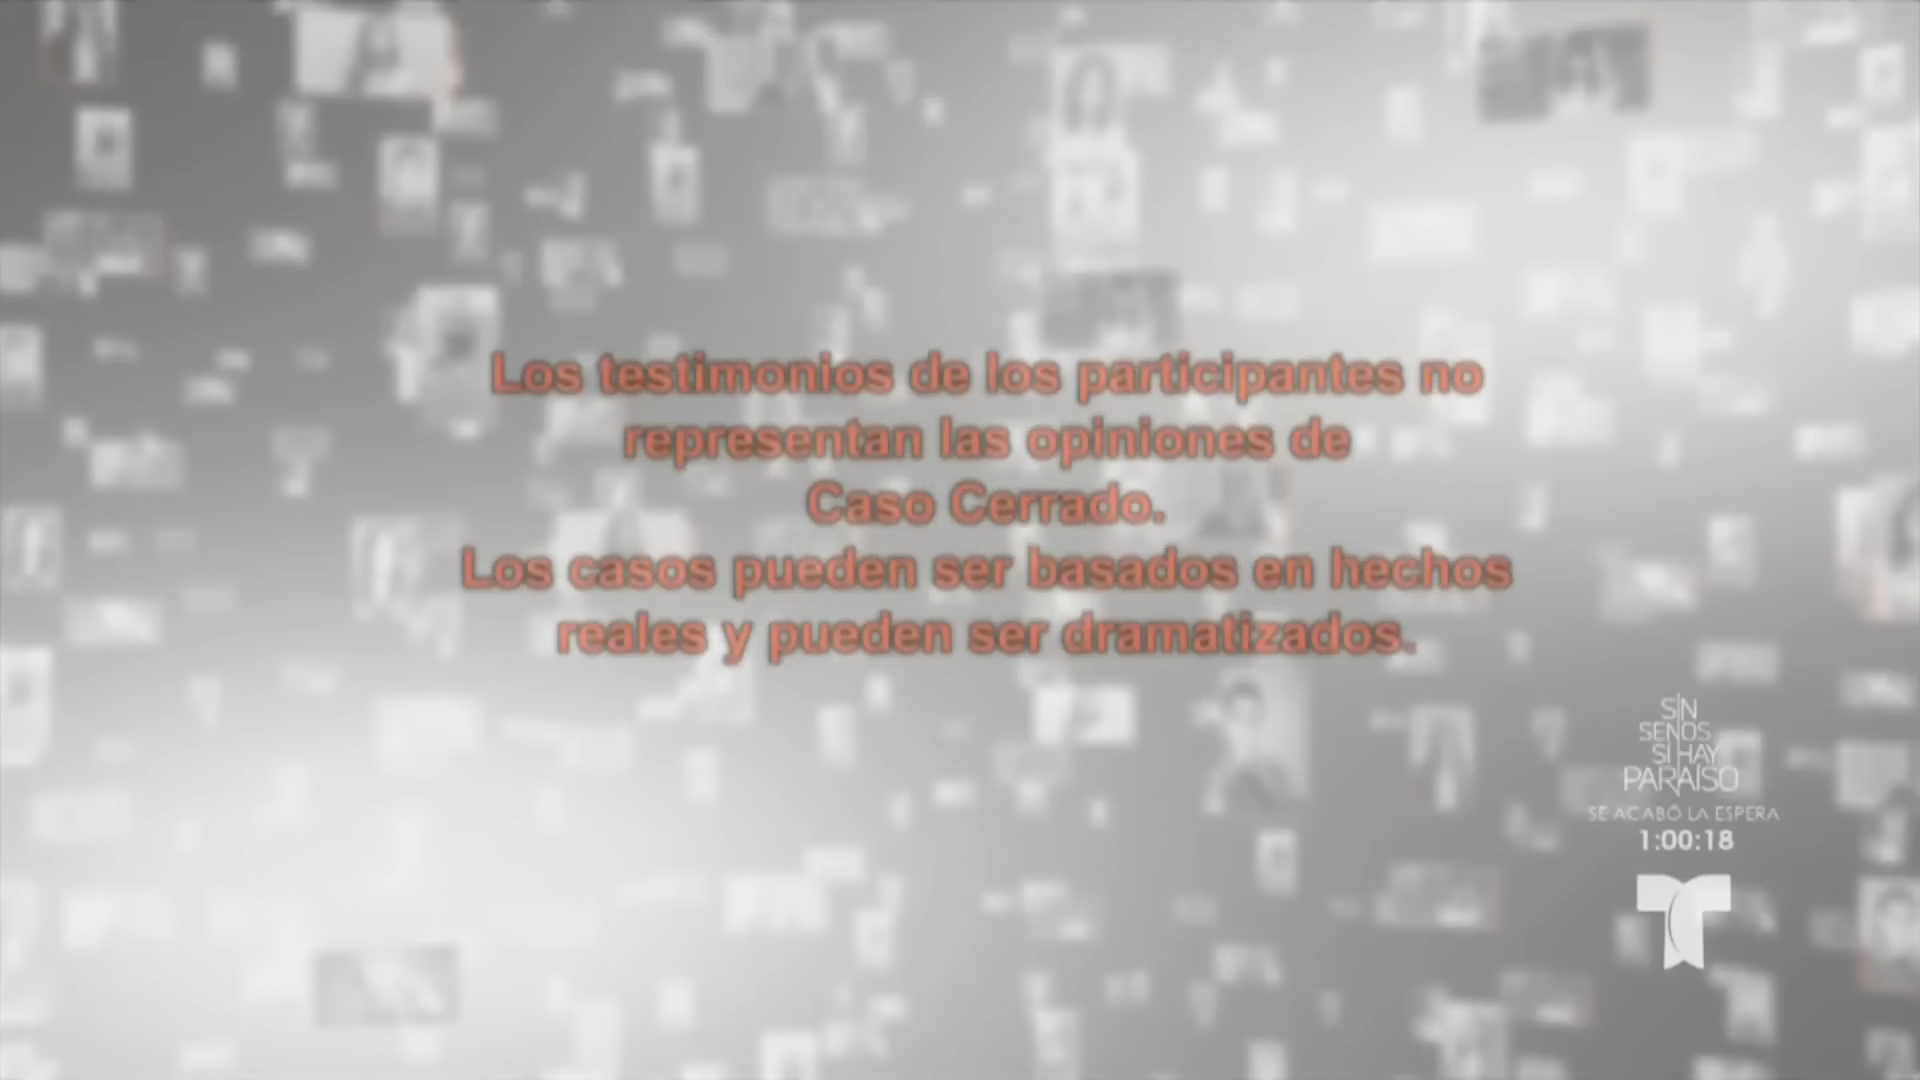 Los testimonios de los participantes no
representan las opiniones de
Caso Cerrado.
Los casos pueden ser basados en hechos
reales y pueden ser dramatizados.
SIN
SENOS
SI HAY
PARAÍSO
SE ACABÓ LA ESPERA
1:00:18